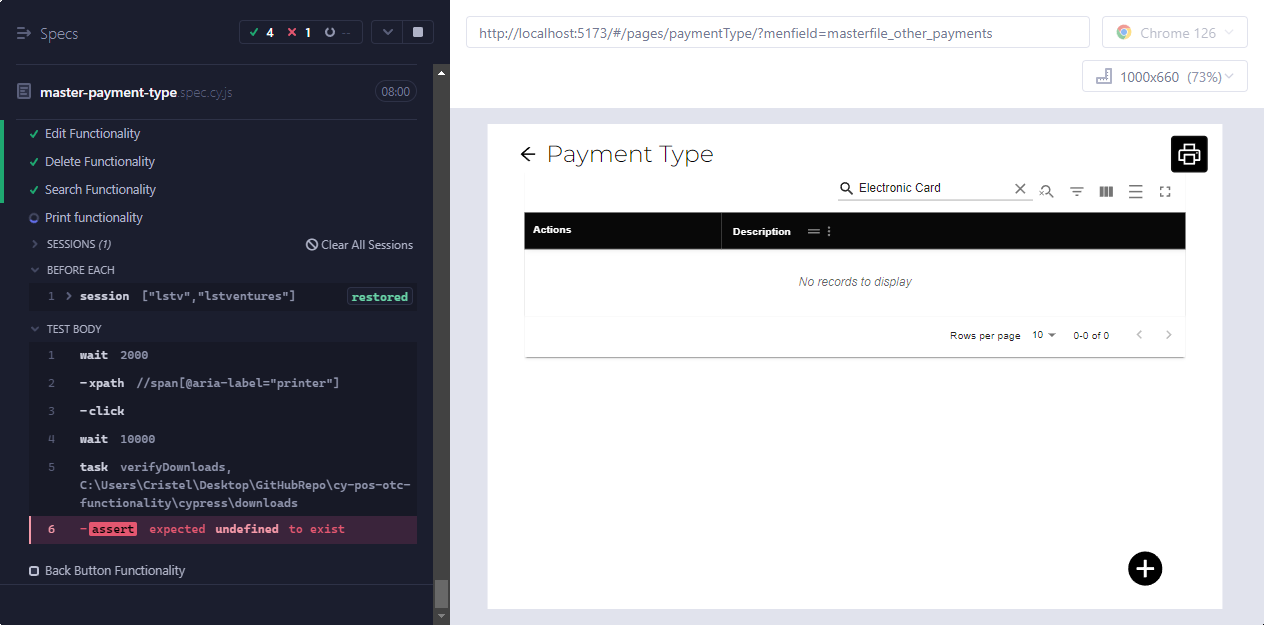 Specs
4
1
--
master-payment-type.spec.cy.js
08:00
Edit Functionality
Delete Functionality
Search Functionality
Print functionality
SESSIONS (1)
Clear All Sessions
BEFORE EACH
1 session ["lstv","lstventures"] restored
TEST BODY
1 wait 2000
2 -xpath //span[@aria-label="printer"]
3 -click
4 wait 10000
5 task verifyDownloads,
C:\Users\Cristel\Desktop\GitHubRepo\cy-pos-otc-
functionality\cypress\downloads
6 -assert expected undefined to exist
Back Button Functionality
http://localhost:5173/#/pages/paymentType/?menfield=masterfile_other_payments
Chrome 126
1000x660 (73%)
Payment Type
Electronic Card
Actions
Description
No records to display
Rows per page 10 0-0 of 0